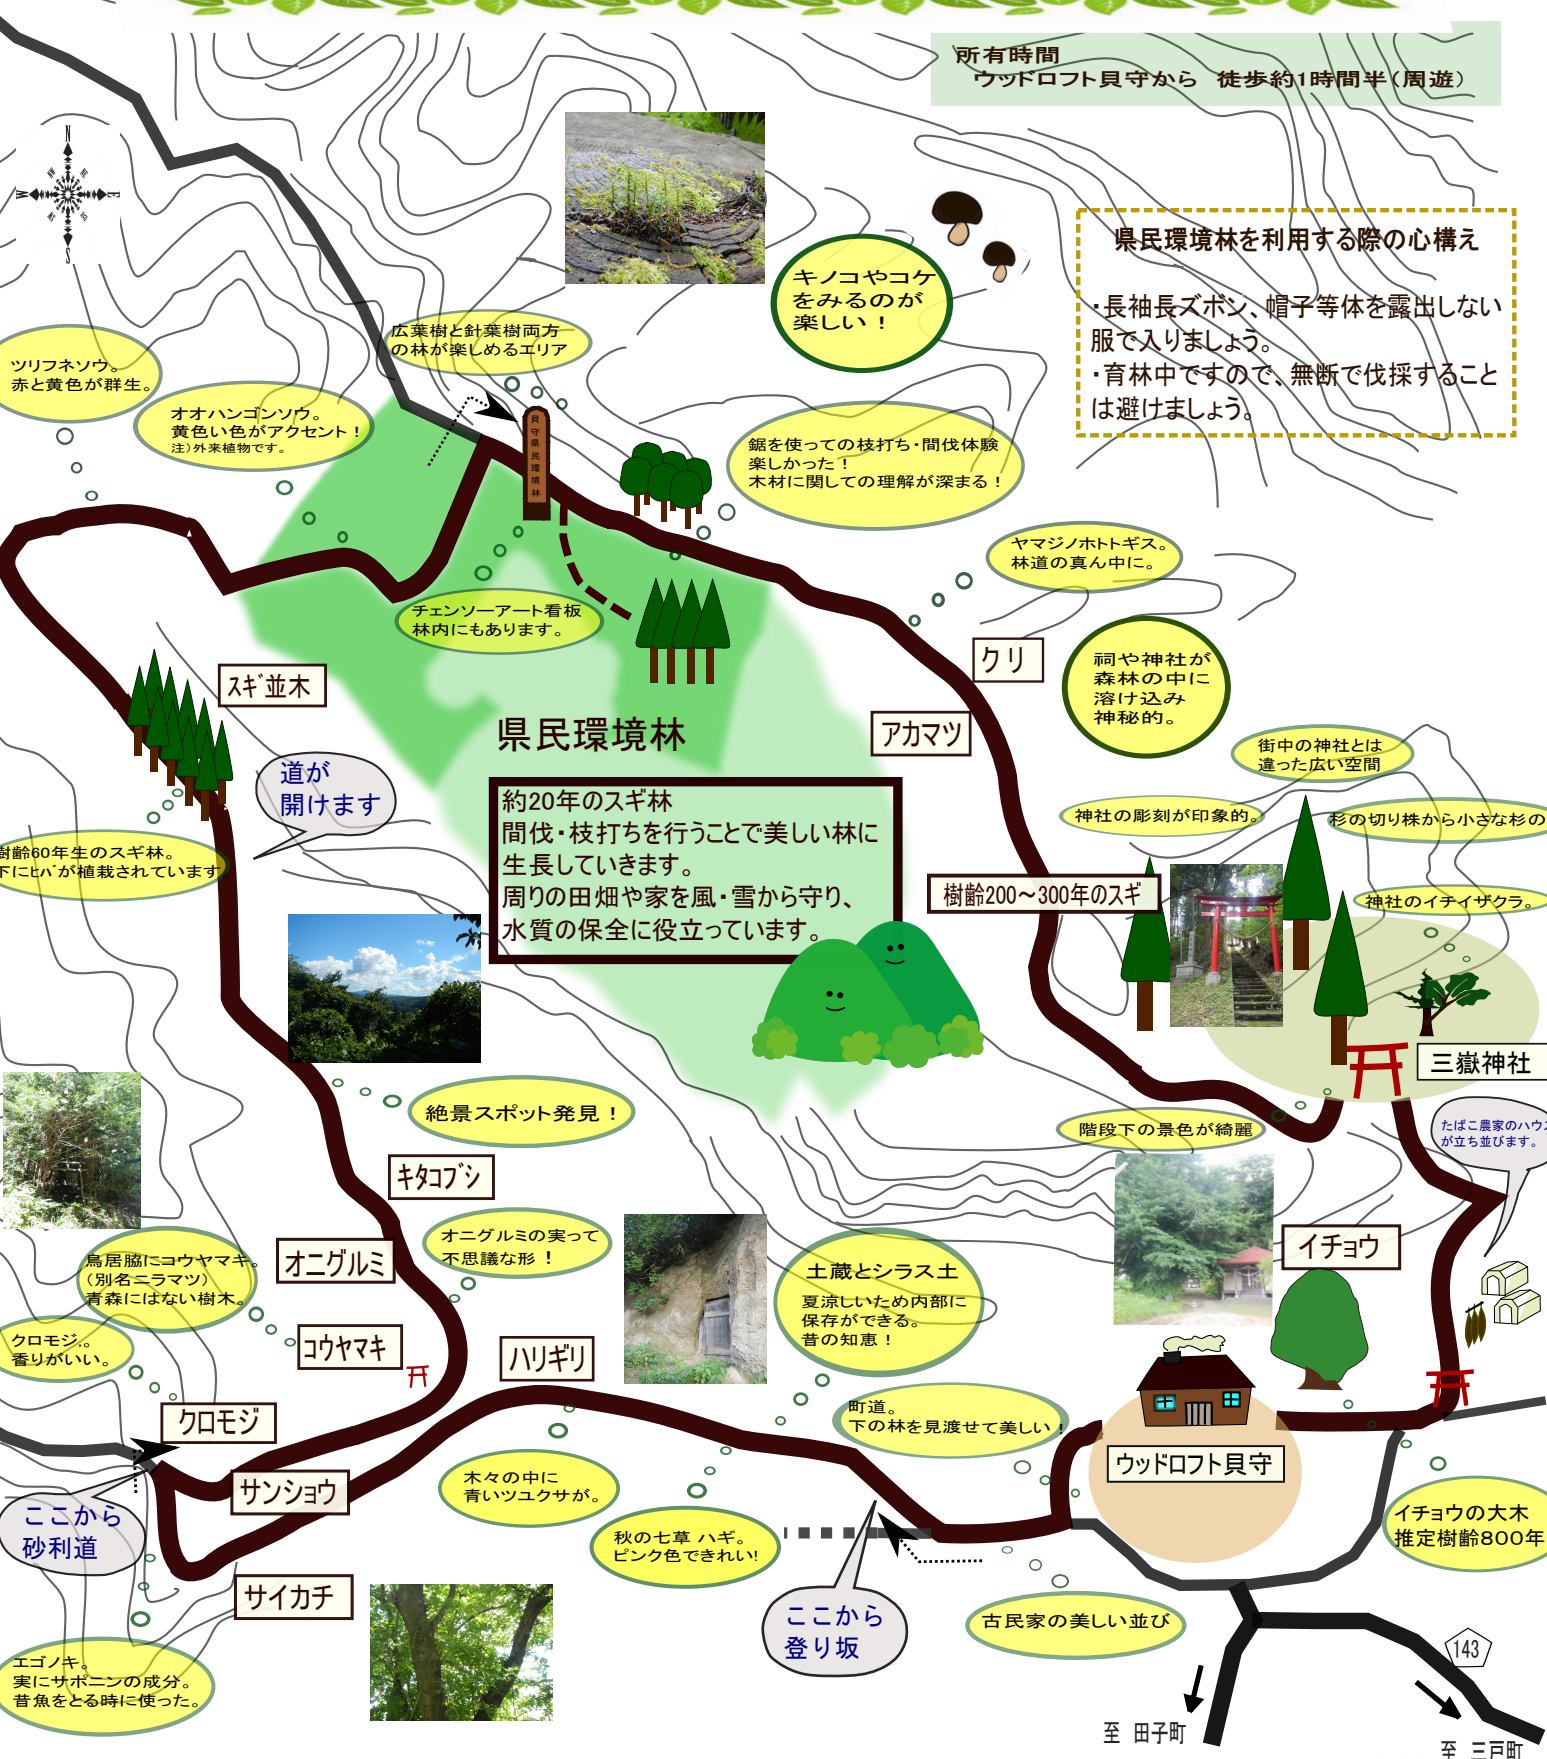 所有時間
ウッドロフト貝守から 徒歩約1時間半(周遊)
N
E
S
W
県民環境林を利用する際の心構え
・長袖長ズボン、帽子等体を露出しない
服で入りましょう。
・育林中ですので、無断で伐採すること
は避けましょう。
キノコやコケ
をみるのが
楽しい！
広葉樹と針葉樹両方
の林が楽しめるエリア
ツリフネソウ。
赤と黄色が群生。
オオハンゴンソウ。
黄色い色がアクセント！
注)外来植物です。
貝守県民環境林
鋸を使っての枝打ち・間伐体験
楽しかった！
木材に関しての理解が深まる！
ヤマジノホトトギス。
林道の真ん中に。
チェンソーアート看板
林内にもあります。
クリ
祠や神社が
森林の中に
溶け込み
神秘的。
スギ並木
県民環境林
アカマツ
街中の神社とは
違った広い空間
道が
開けます
約20年のスギ林
間伐・枝打ちを行うことで美しい林に
生長していきます。
周りの田畑や家を風・雪から守り、
水質の保全に役立っています。
神社の彫刻が印象的。
杉の切り株から小さな杉の
樹齢60年生のスギ林。
下にヒバが植栽されています。
樹齢200～300年のスギ
神社のイチイザクラ。
三嶽神社
絶景スポット発見！
階段下の景色が綺麗
たばこ農家のハウス
が立ち並びます。
キタコブシ
オニグルミの実って
不思議な形！
オニグルミ
鳥居脇にコウヤマキ。
(別名ニラマツ)
青森にはない樹木。
イチョウ
土蔵とシラス土
夏涼しいため内部に
保存ができる。
昔の知恵！
クロモジ。
香りがいい。
コウヤマキ
ハリギリ
クロモジ
町道。
下の林を見渡せて美しい！
ウッドロフト貝守
サンショウ
木々の中に
青いツユクサが。
ここから
砂利道
秋の七草 ハギ。
ピンク色できれい!
イチョウの大木
推定樹齢800年
サイカチ
ここから
登り坂
古民家の美しい並び
エゴノキ。
実にサポニンの成分。
昔魚をとる時に使った。
143
至 田子町
至 三戸町